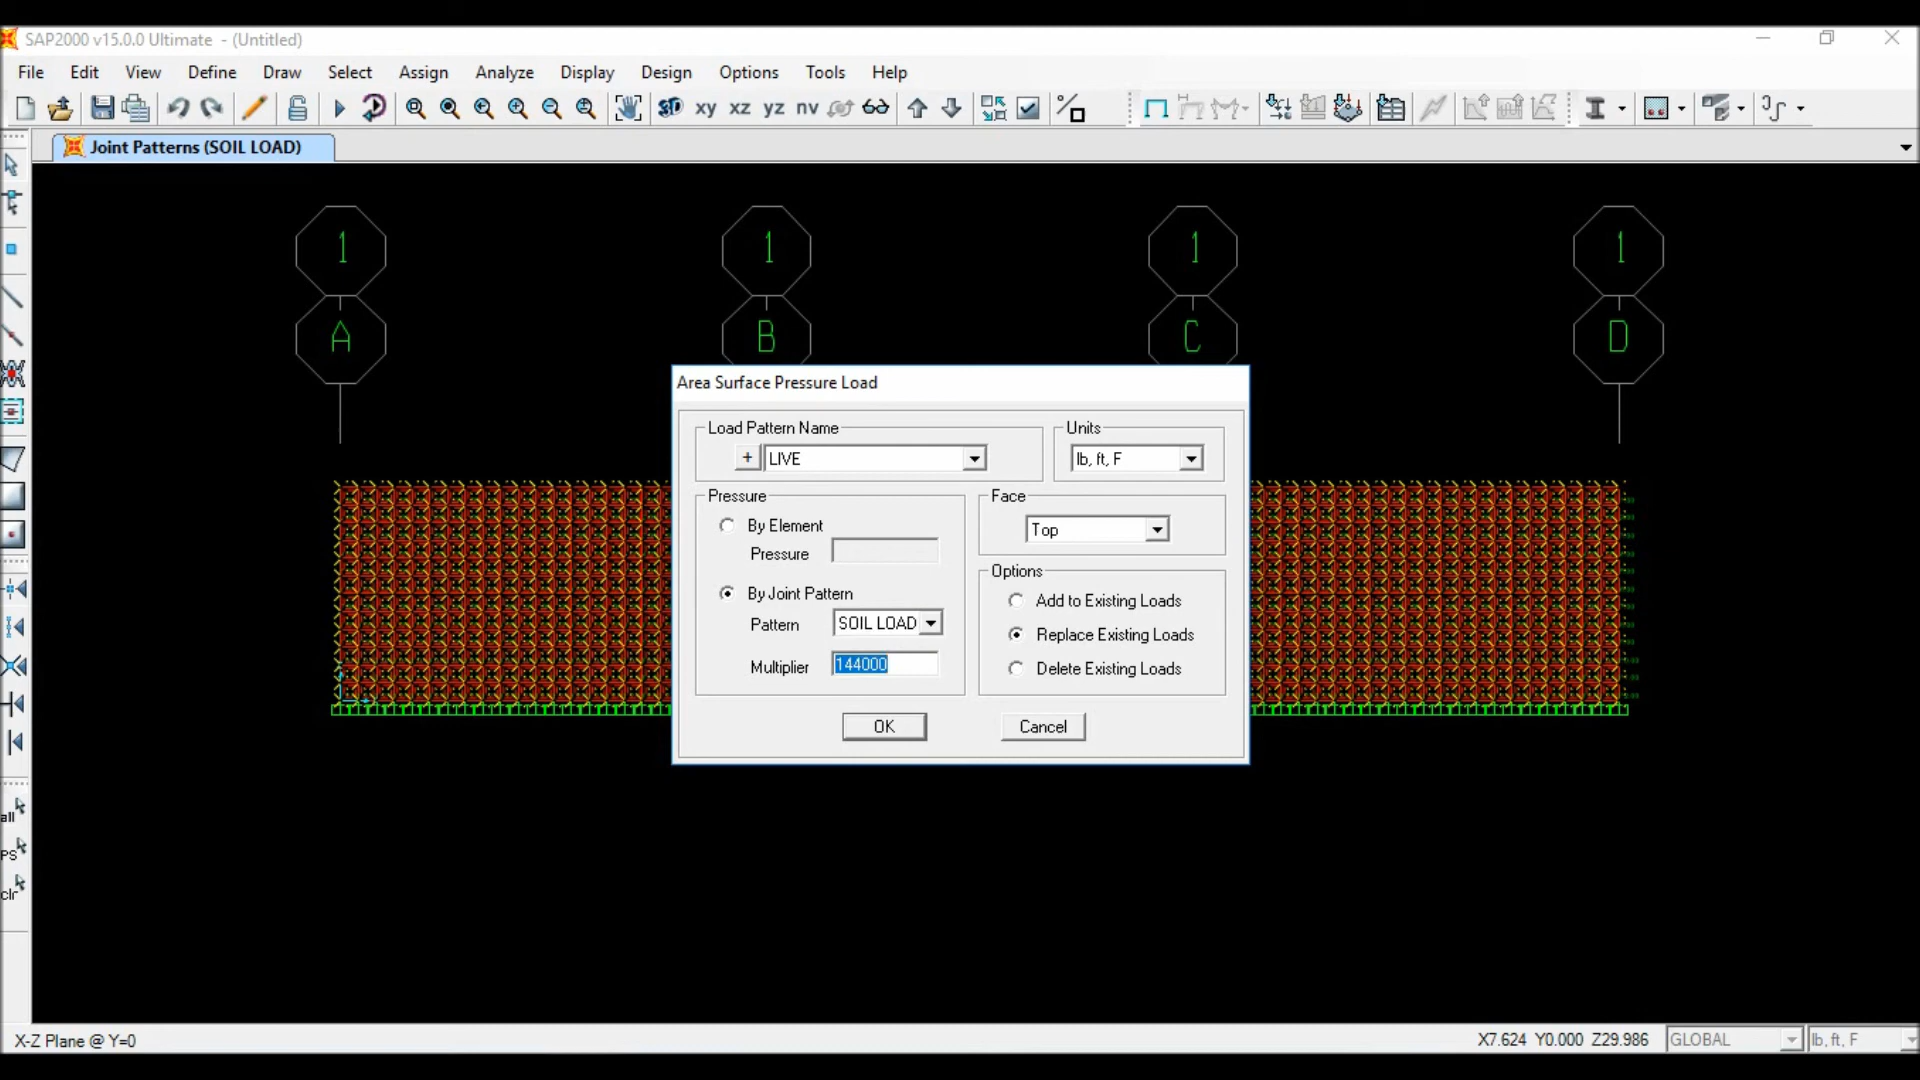 SAP2000 v15.0.0 Ultimate - (Untitled)
File Edit View Define Draw Select Assign Analyze Display Design Options Tools Help
3D xy xz yz nv
Joint Patterns (SOIL LOAD)
1 1 1 1
A B C D
Area Surface Pressure Load
Load Pattern Name Units
+ LIVE lb, ft, F
Pressure Face
By Element
Pressure
Top
By Joint Pattern
Pattern SOIL LOAD
Multiplier 144000
Options
Add to Existing Loads
Replace Existing Loads
Delete Existing Loads
OK Cancel
all
PS
clr
X-Z Plane @ Y=0 X7.624 Y0.000 Z29.986 GLOBAL lb, ft, F